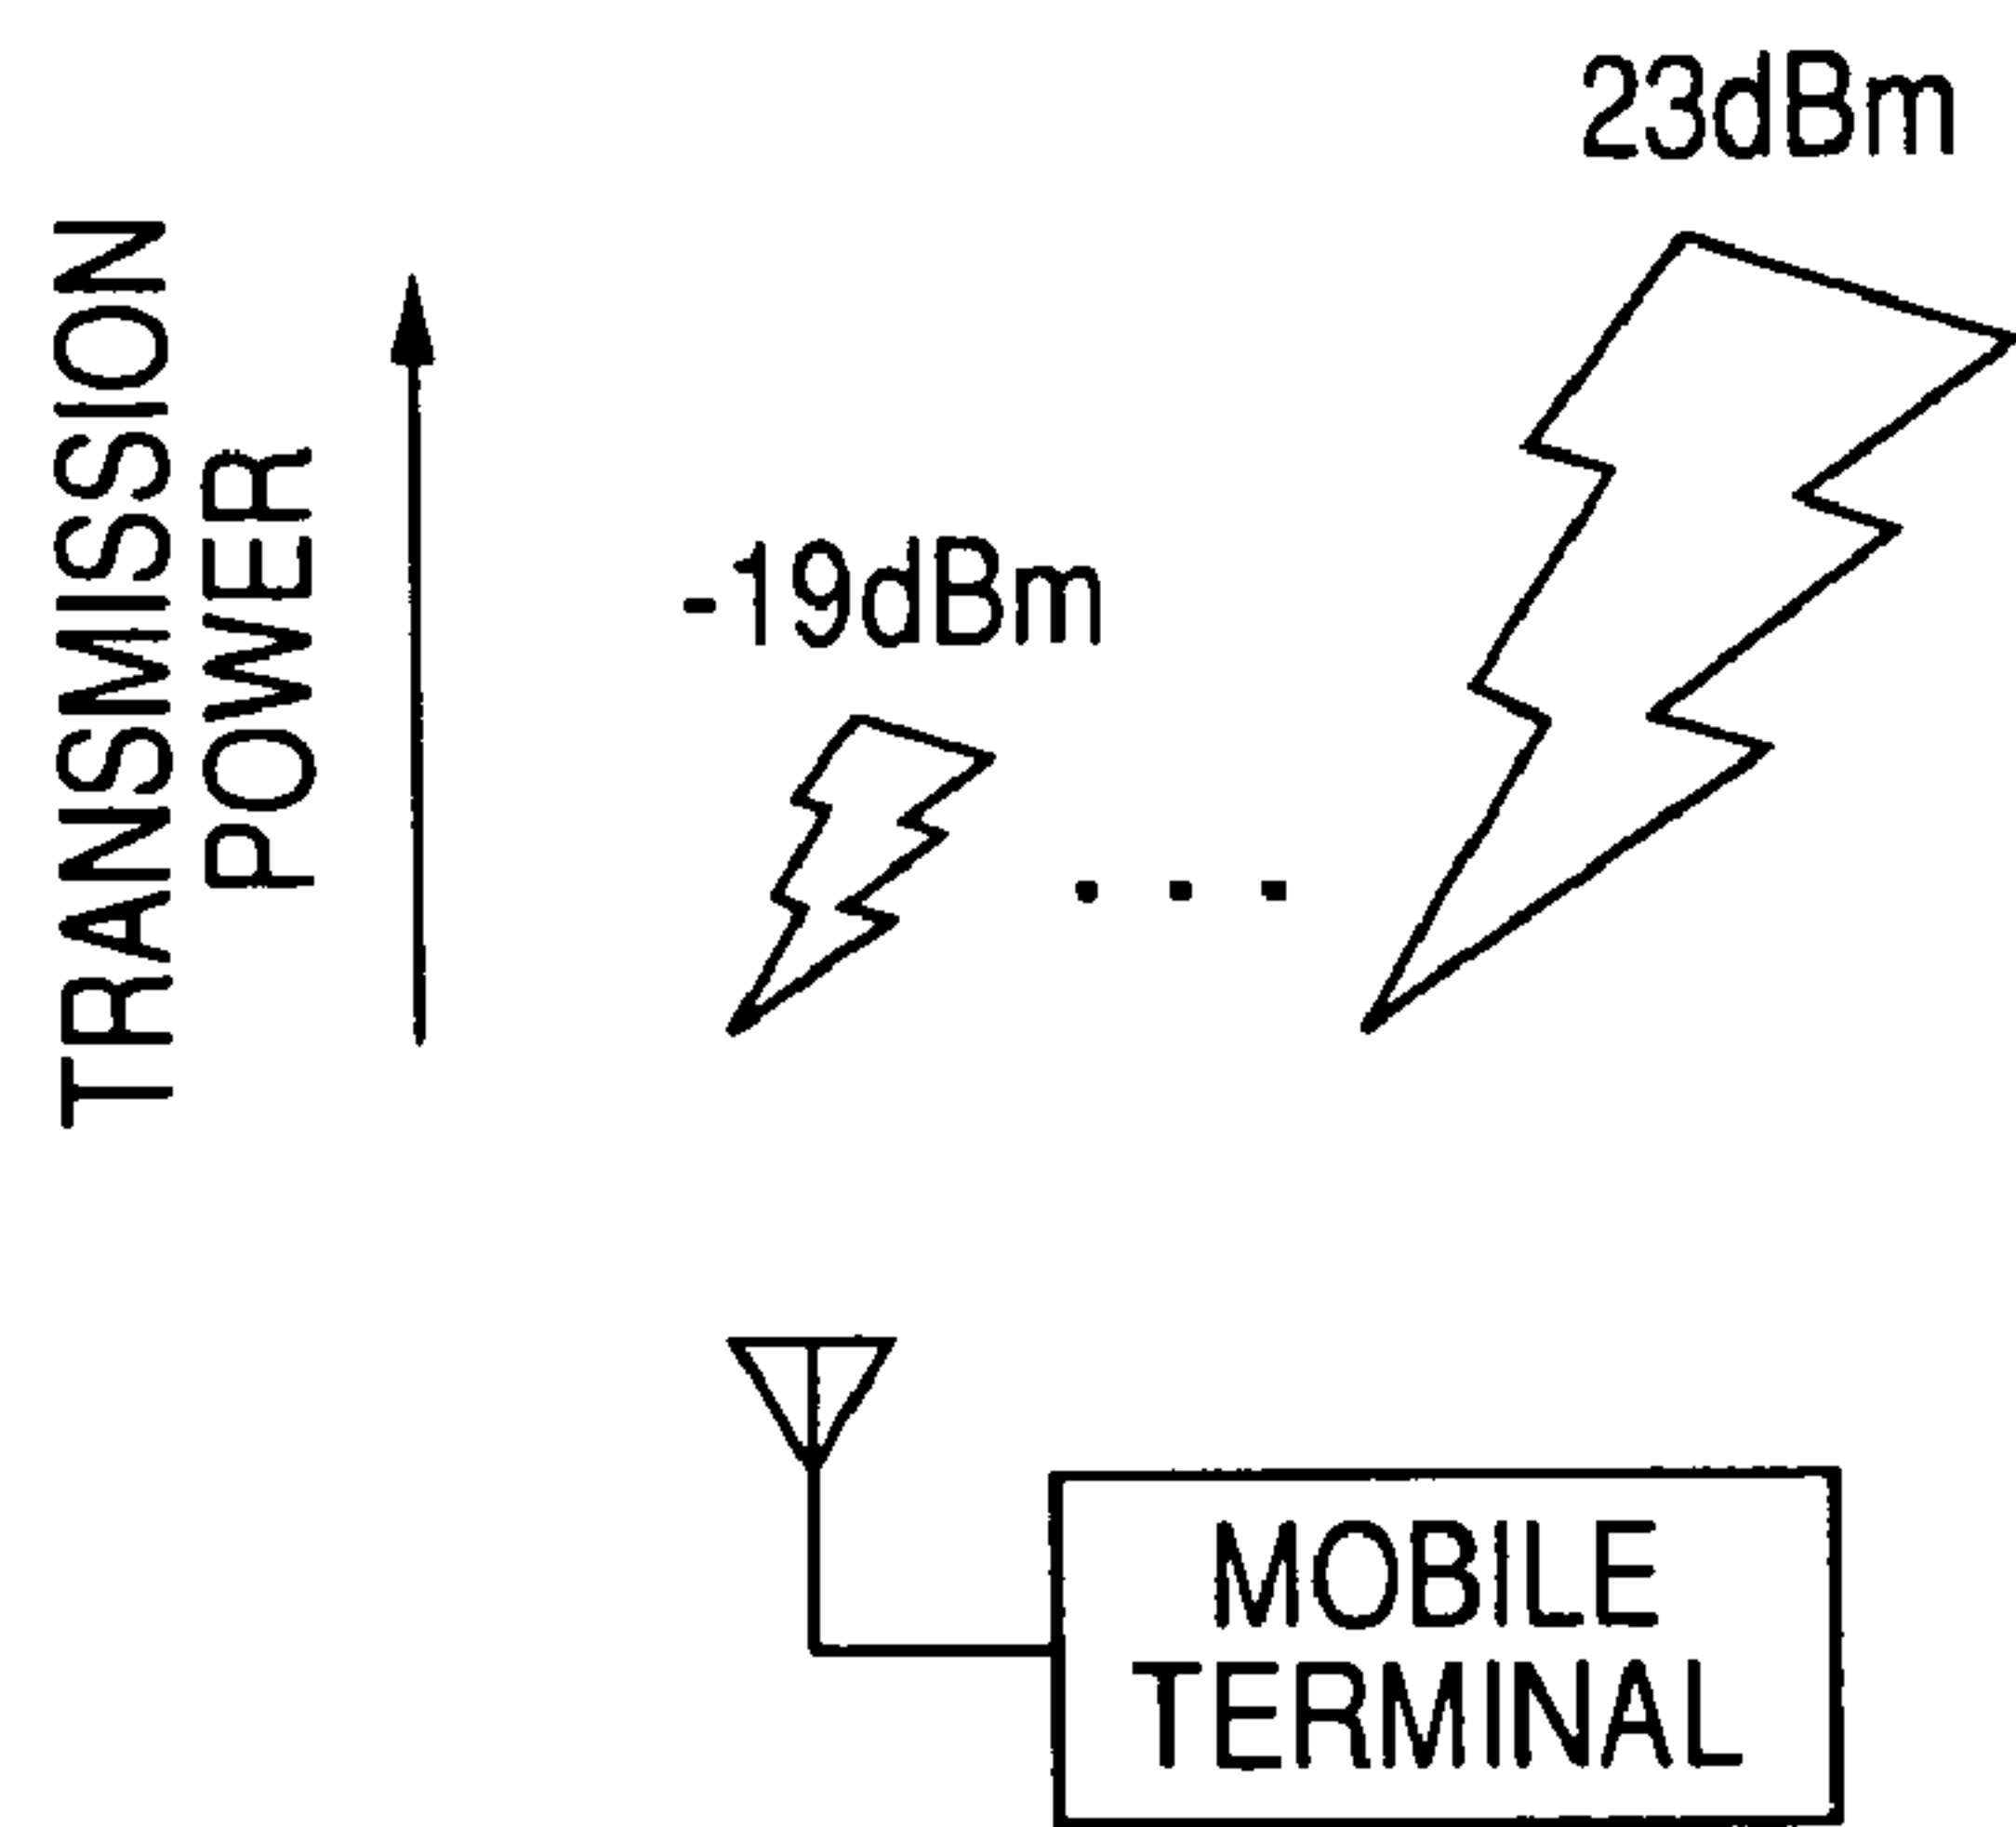 23dBm
TRANSMISSION
POWER
-19dBm
MOBILE
TERMINAL